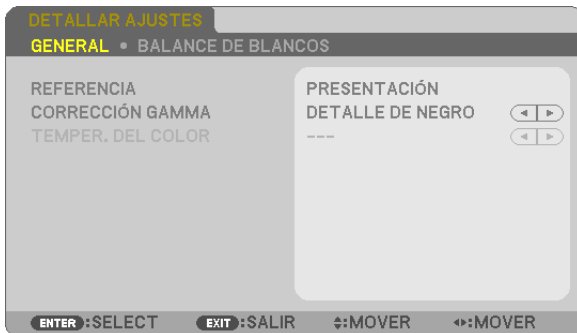 DETALLAR AJUSTES
GENERAL • BALANCE DE BLANCOS
REFERENCIA PRESENTACIÓN
CORRECCIÓN GAMMA DETALLE DE NEGRO
TEMPER. DEL COLOR ---
ENTER :SELECT EXIT :SALIR :MOVER :MOVER